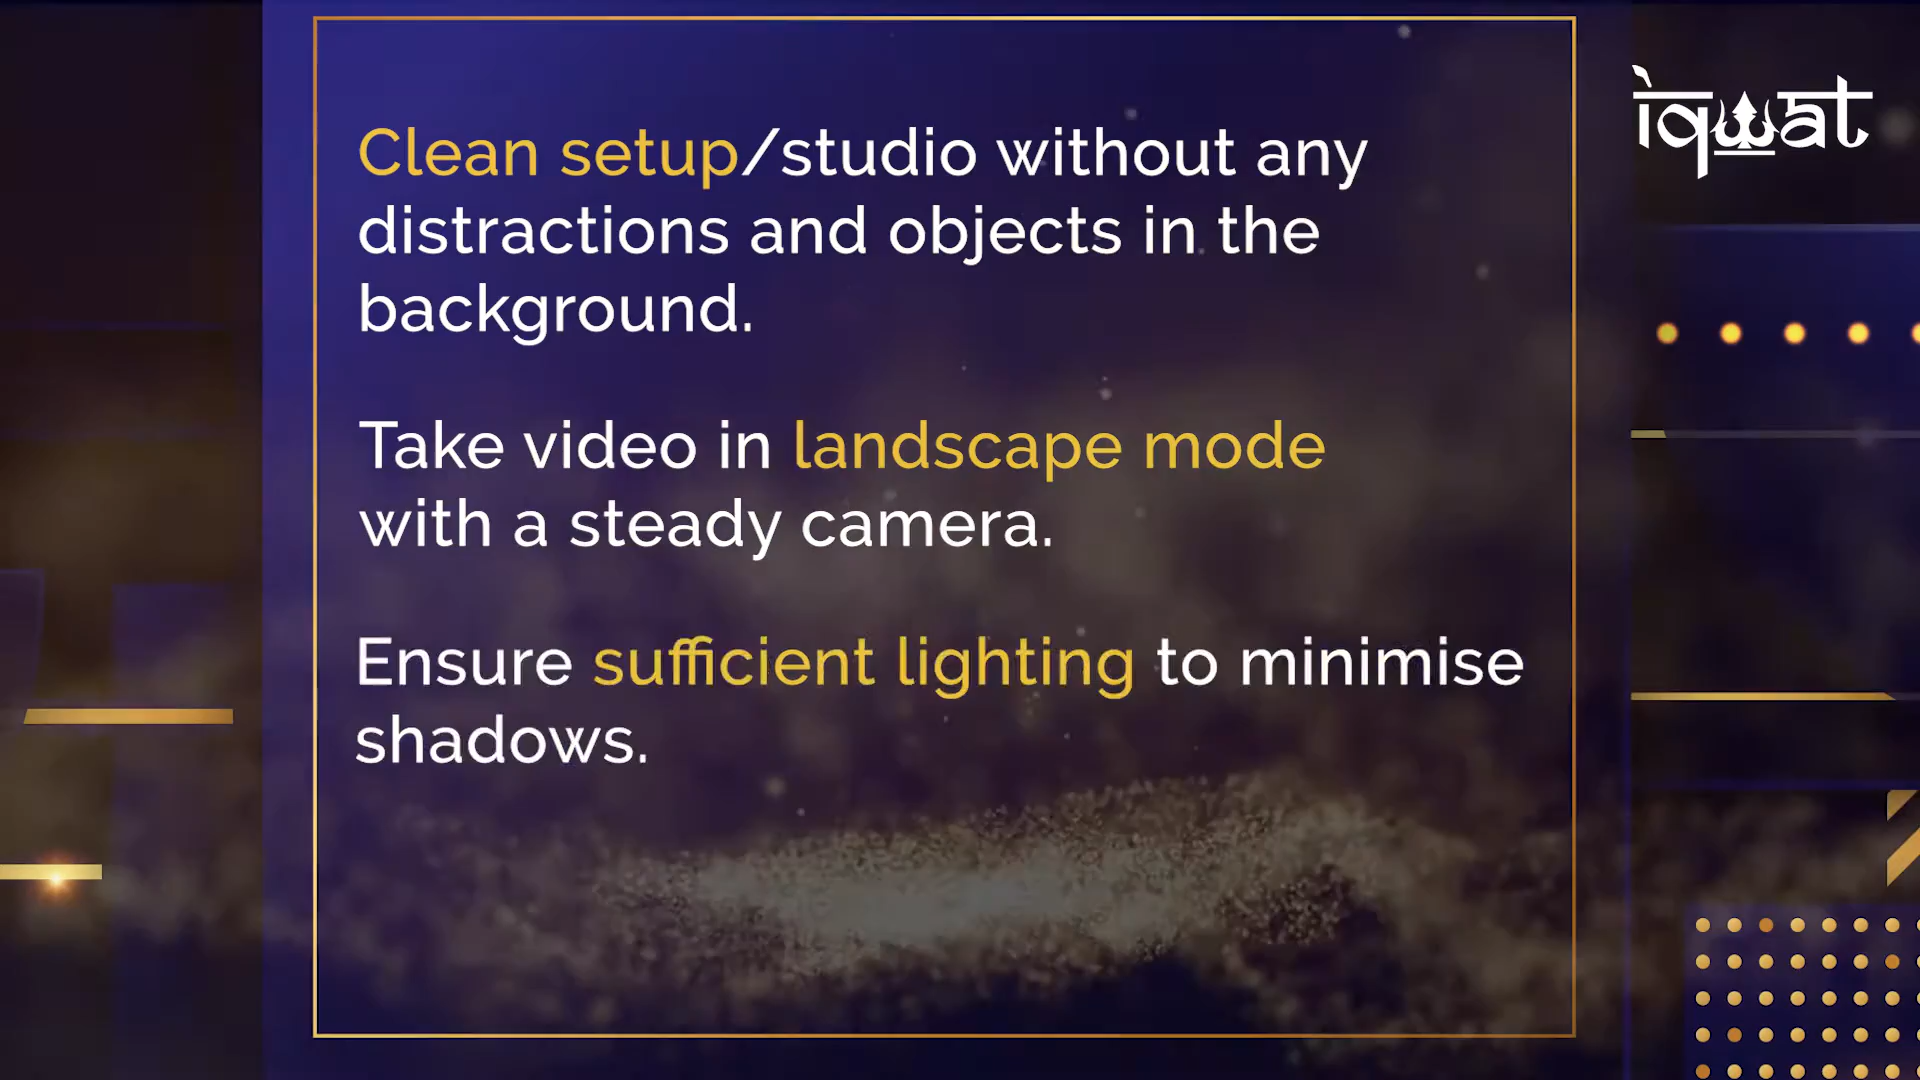 iqwat
Clean setup/studio without any
distractions and objects in the
background.
Take video in landscape mode
with a steady camera.
Ensure sufficient lighting to minimise
shadows.